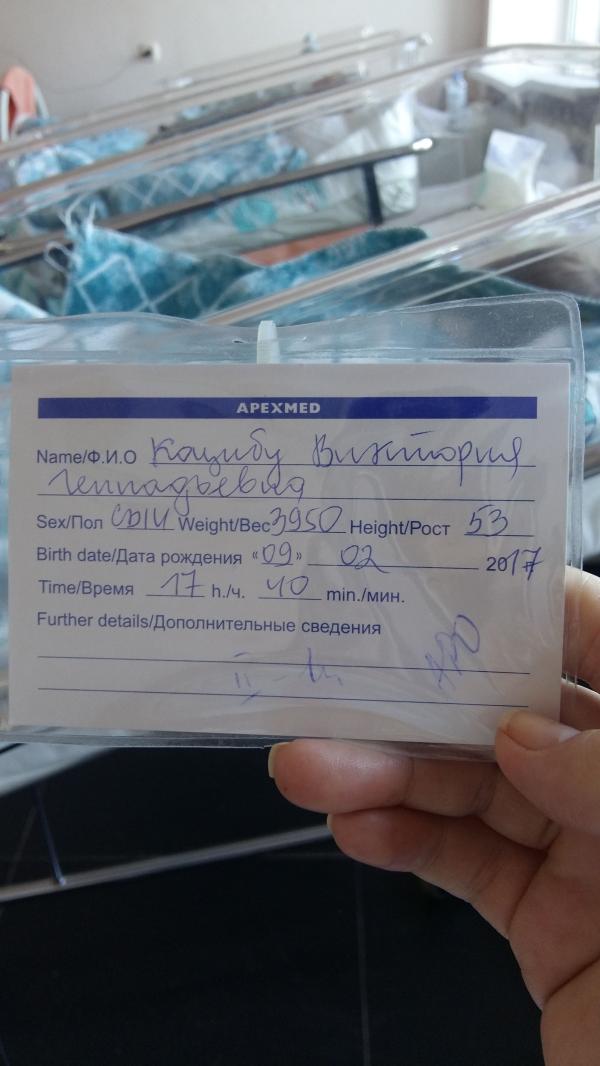 APEXMED
Name/Ф.И.О Кацибу Виктория
Геннадьевна
Sex/Пол сын Weight/Вес 3950 Height/Рост 53
Birth date/Дата рождения «09» 02 2017
Time/Время 17 h./ч. 40 min./мин.
Further details/Дополнительные сведения